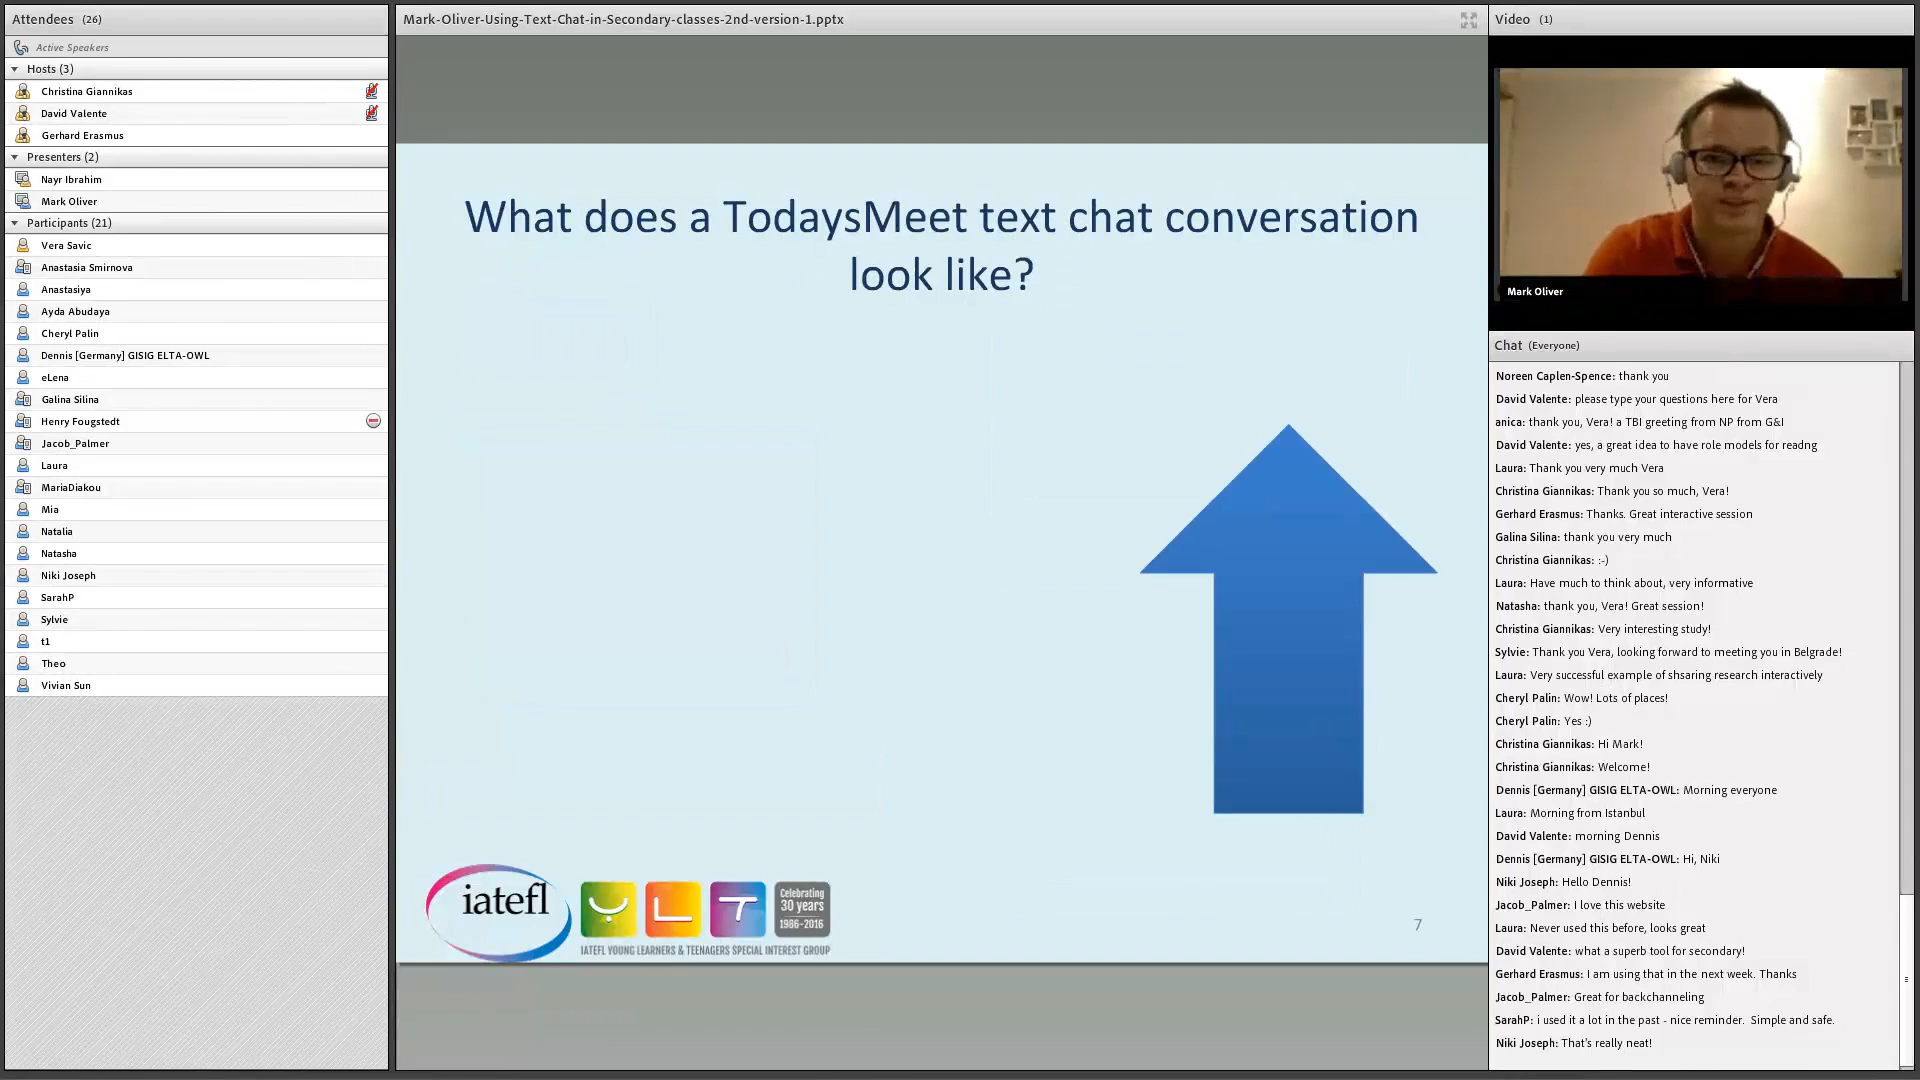 Attendees (26)
Active Speakers
Hosts (3)
Christina Giannikas
David Valente
Gerhard Erasmus
Presenters (2)
Nayr Ibrahim
Mark Oliver
Participants (21)
Vera Savic
Anastasia Smirnova
Anastasiya
Ayda Abudaya
Cheryl Palin
Dennis [Germany] GISIG ELTA-OWL
eLena
Galina Silina
Henry Fougstedt
Jacob_Palmer
Laura
MariaDiakou
Mia
Natalia
Natasha
Niki Joseph
SarahP
Sylvie
t1
Theo
Vivian Sun
Mark-Oliver-Using-Text-Chat-in-Secondary-classes-2nd-version-1.pptx
What does a TodaysMeet text chat conversation
look like?
iatefl
Y L T
Celebrating
30 years
1986-2016
IATEFL YOUNG LEARNERS & TEENAGERS SPECIAL INTEREST GROUP
7
Video (1)
Mark Oliver
Chat (Everyone)
Noreen Caplen-Spence: thank you
David Valente: please type your questions here for Vera
anica: thank you, Vera! a TBI greeting from NP from G&I
David Valente: yes, a great idea to have role models for readng
Laura: Thank you very much Vera
Christina Giannikas: Thank you so much, Vera!
Gerhard Erasmus: Thanks. Great interactive session
Galina Silina: thank you very much
Christina Giannikas: :-)
Laura: Have much to think about, very informative
Natasha: thank you, Vera! Great session!
Christina Giannikas: Very interesting study!
Sylvie: Thank you Vera, looking forward to meeting you in Belgrade!
Laura: Very successful example of shsaring research interactively
Cheryl Palin: Wow! Lots of places!
Cheryl Palin: Yes :)
Christina Giannikas: Hi Mark!
Christina Giannikas: Welcome!
Dennis [Germany] GISIG ELTA-OWL: Morning everyone
Laura: Morning from Istanbul
David Valente: morning Dennis
Dennis [Germany] GISIG ELTA-OWL: Hi, Niki
Niki Joseph: Hello Dennis!
Jacob_Palmer: I love this website
Laura: Never used this before, looks great
David Valente: what a superb tool for secondary!
Gerhard Erasmus: I am using that in the next week. Thanks
Jacob_Palmer: Great for backchanneling
SarahP: i used it a lot in the past - nice reminder.  Simple and safe.
Niki Joseph: That's really neat!